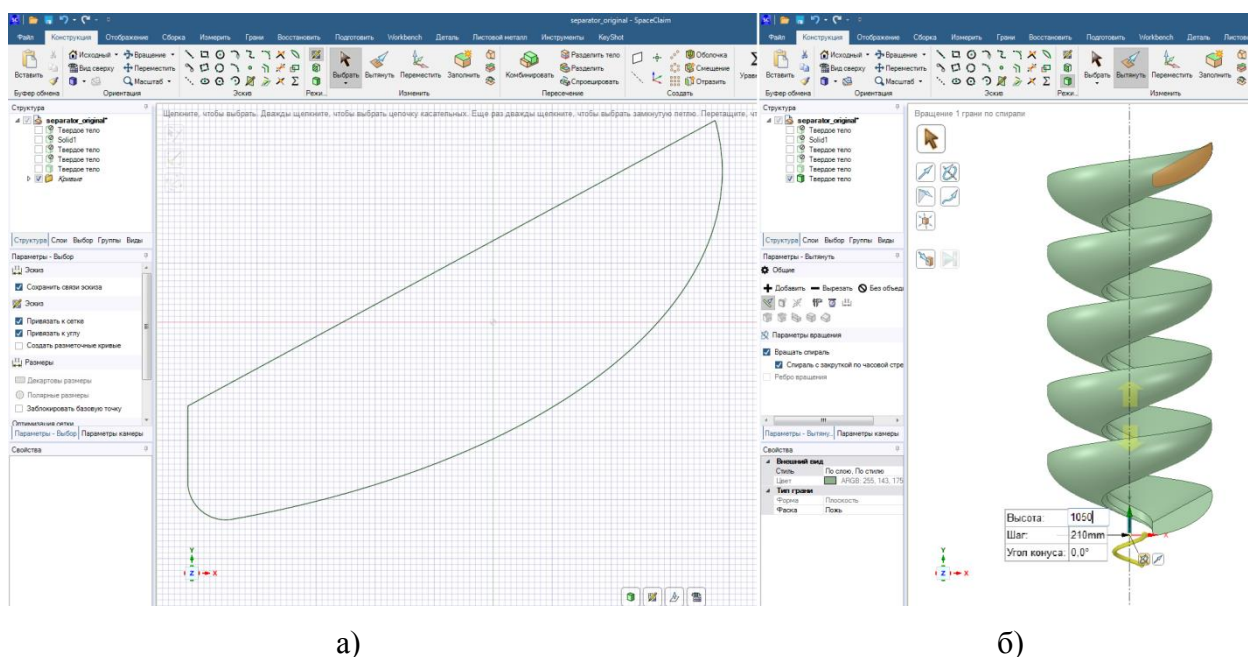 separator_original - SpaceClaim
Файл Конструкция Отображение Сборка Измерить Грани Восстановить Подготовить Workbench Деталь Листовой металл Инструменты KeyShot
Вставить
Исходный
Вид сверху
Вращение
Переместить
Масштаб
Выбрать
Вытянуть
Переместить
Заполнить
Комбинировать
Разделить тело
Разделить
Спроецировать
Оболочка
Смещение
Отразить
Буфер обмена Ориентация Эскиз Режи... Изменить Пересечение Создать
Структура
separator_original*
Твердое тело
Solid1
Твердое тело
Твердое тело
Твердое тело
Кривые
Структура Слои Выбор Группы Виды
Параметры - Выбор
Эскиз
Сохранить связи эскиза
Эскиз
Привязать к сетке
Привязать к углу
Создать разметочные кривые
Размеры
Декартовы размеры
Полярные размеры
Заблокировать базовую точку
Оптимизация сетки
Параметры - Выбор Параметры камеры
Свойства
Щелкните, чтобы выбрать. Дважды щелкните, чтобы выбрать цепочку касательных. Еще раз дважды щелкните, чтобы выбрать замкнутую петлю. Перетащите, чт
Y
Z X
Файл Конструкция Отображение Сборка Измерить Грани Восстановить Подготовить Workbench Деталь Листово
Вставить
Исходный
Вид сверху
Вращение
Переместить
Масштаб
Выбрать
Вытянуть
Переместить
Заполнить
Буфер обмена Ориентация Эскиз Режи... Изменить
Структура
separator_original*
Твердое тело
Solid1
Твердое тело
Твердое тело
Твердое тело
Твердое тело
Структура Слои Выбор Группы Виды
Параметры - Вытянуть
Общие
Добавить Вырезать Без объед
Параметры вращения
Вращать спираль
Спираль с закруткой по часовой стре
Ребро вращения
Параметры - Вытяну... Параметры камеры
Свойства
Внешний вид
Стиль По слою, По стилю
Цвет ARGB: 255, 143, 175
Тип грани
Форма Плоскость
Фаска Ложь
Вращение 1 грани по спирали
Высота: 1050
Шаг: 210mm
Угол конуса: 0,0°
X
Y
Z X
а) б)